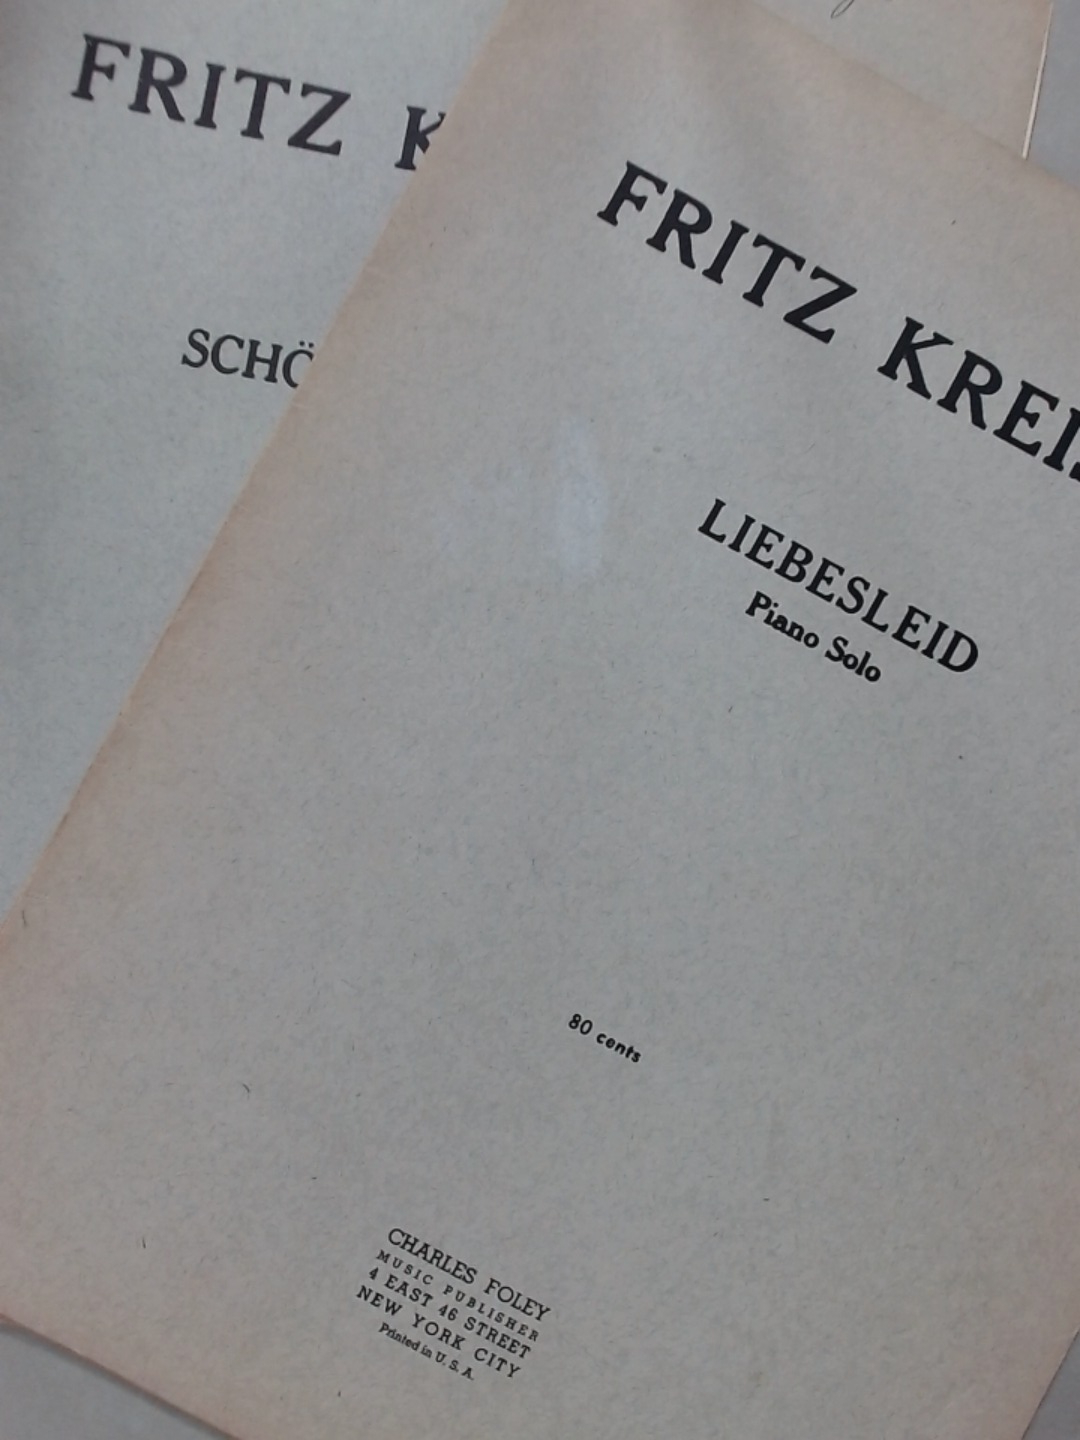 FRITZ K
SCHÖ
FRITZ KREIS
LIEBESLEID
Piano Solo
80 cents
CHARLES FOLEY
MUSIC PUBLISHER
4 EAST 46 STREET
NEW YORK CITY
Printed in U. S. A.